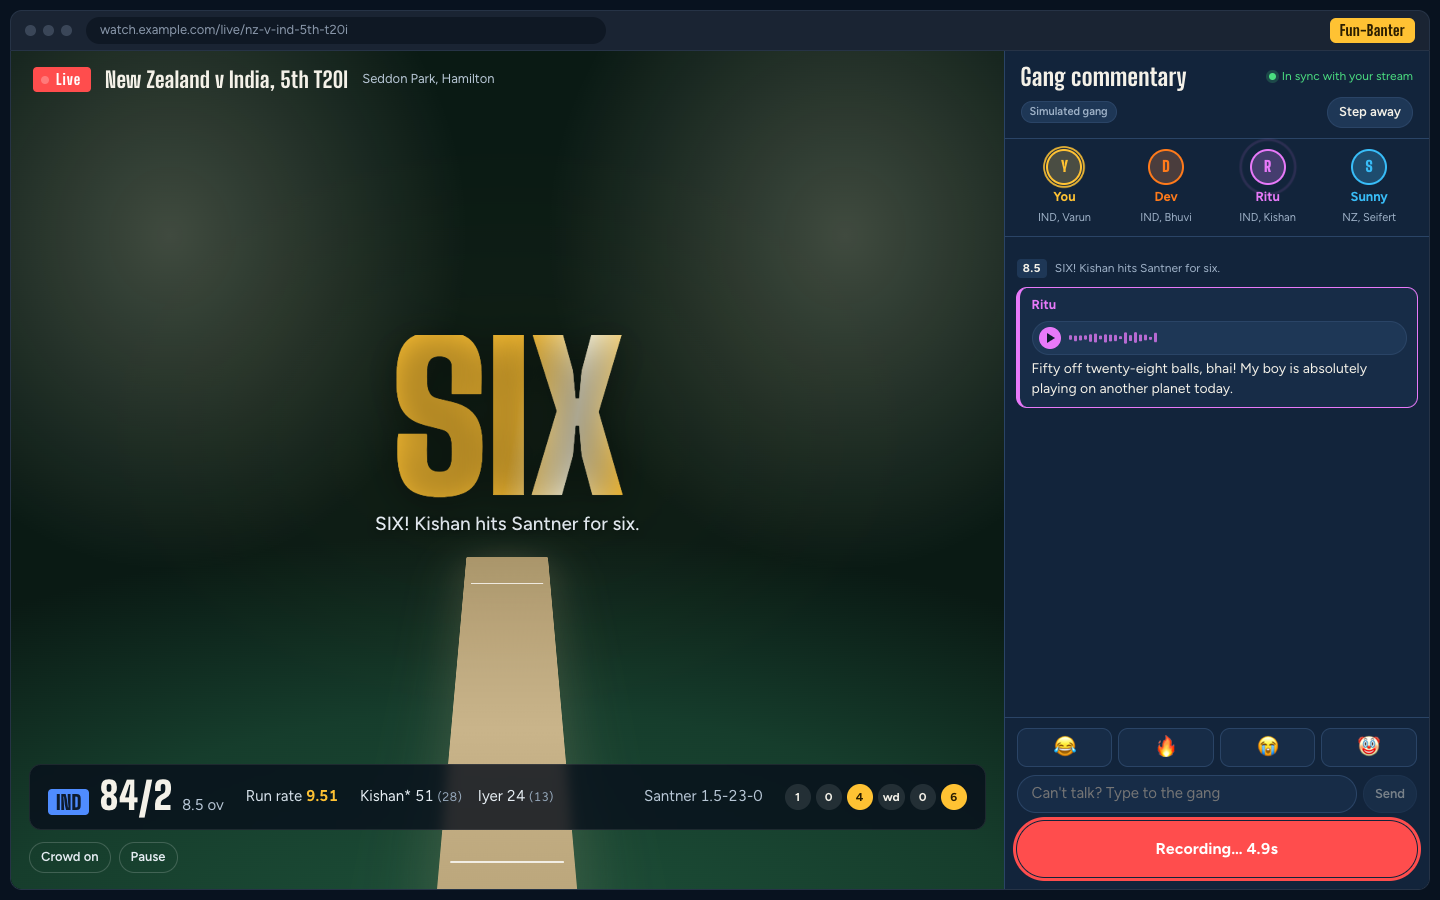 watch.example.com/live/nz-v-ind-5th-t20i
Fun-Banter
Live
New Zealand v India, 5th T20I
Seddon Park, Hamilton
SIX
SIX! Kishan hits Santner for six.
IND
84/2
8.5 ov
Run rate 9.51
Kishan* 51 (28)
Iyer 24 (13)
Santner 1.5-23-0
1 0 4 wd 0 6
Crowd on
Pause
Gang commentary
In sync with your stream
Simulated gang
Step away
Y
You
IND, Varun
D
Dev
IND, Bhuvi
R
Ritu
IND, Kishan
S
Sunny
NZ, Seifert
8.5
SIX! Kishan hits Santner for six.
Ritu
Fifty off twenty-eight balls, bhai! My boy is absolutely
playing on another planet today.
Can't talk? Type to the gang
Send
Recording... 4.9s